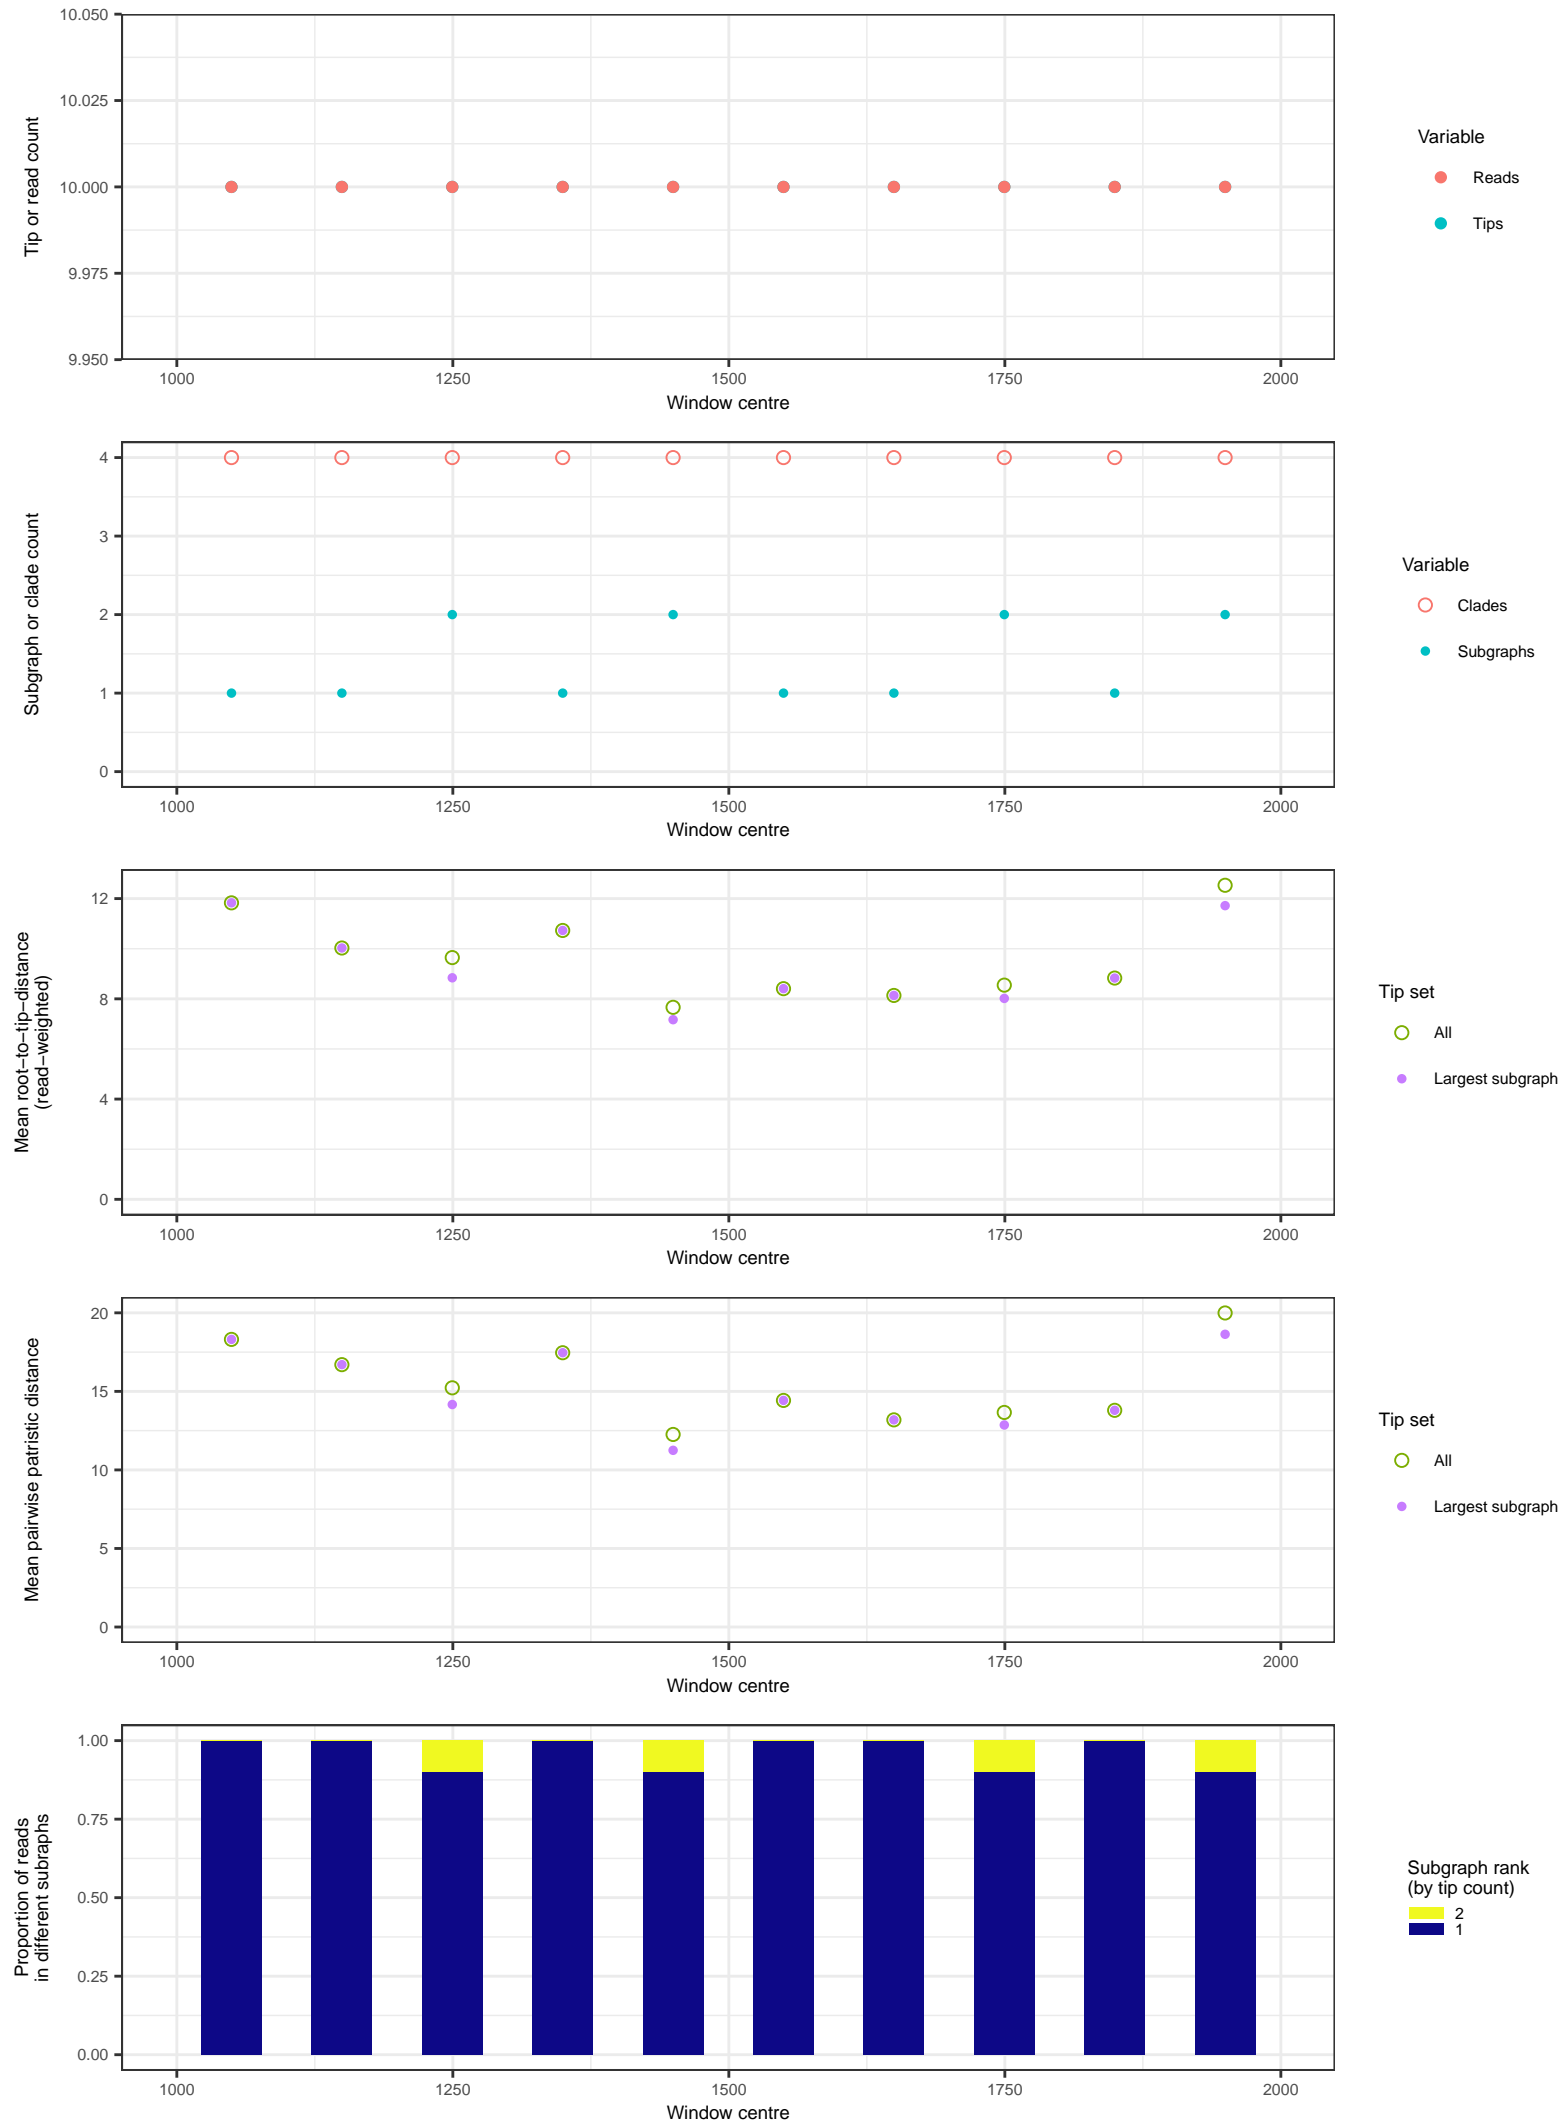 10.050
10.025
10.000
9.975
9.950
Tip or read count
1000 1250 1500 1750 2000
Window centre
Variable
Reads
Tips
4
3
2
1
0
Subgraph or clade count
1000 1250 1500 1750 2000
Window centre
Variable
Clades
Subgraphs
12
8
4
0
Mean root−to−tip−distance
(read−weighted)
1000 1250 1500 1750 2000
Window centre
Tip set
All
Largest subgraph
20
15
10
5
0
Mean pairwise patristic distance
1000 1250 1500 1750 2000
Window centre
Tip set
All
Largest subgraph
1.00
0.75
0.50
0.25
0.00
Proportion of reads
in different subraphs
1000 1250 1500 1750 2000
Window centre
Subgraph rank
(by tip count)
2
1